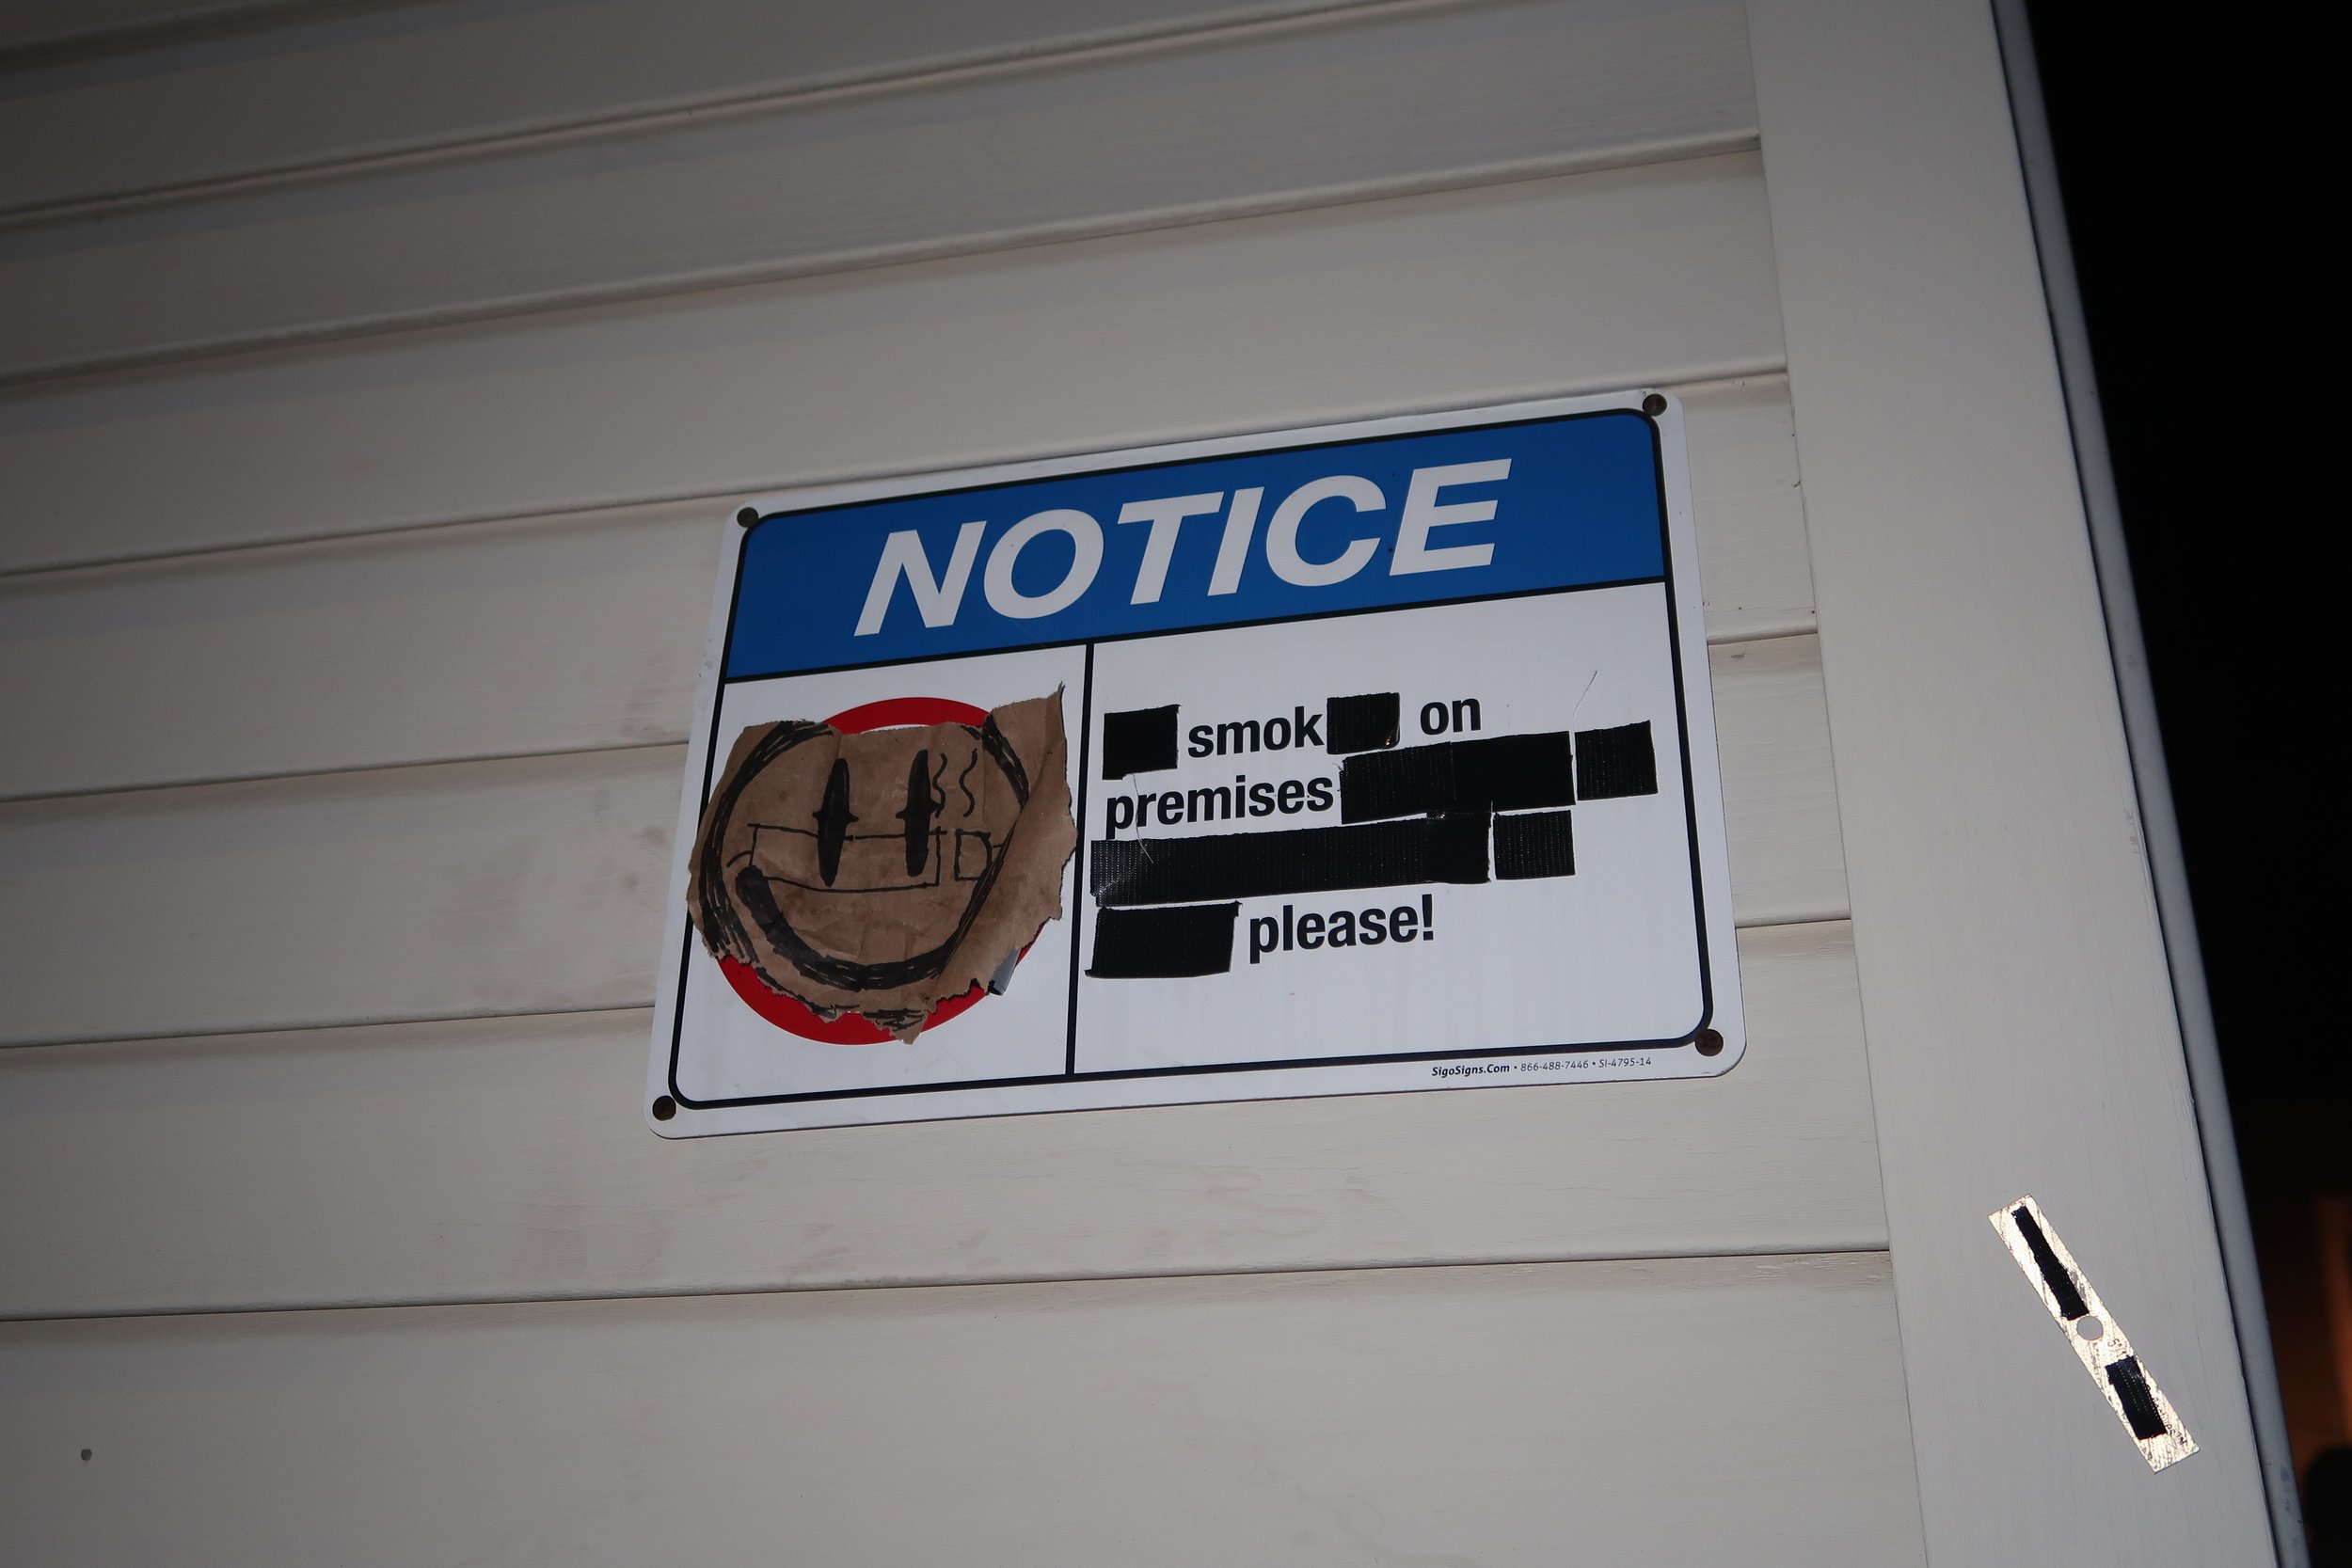 NOTICE
smok on
premises
please!
SigoSigns.Com • 866-488-7446 • SI-4795-14